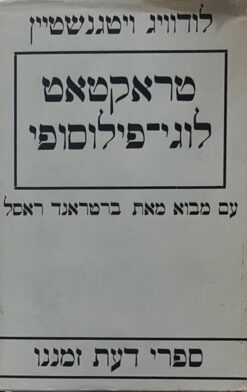 לודוויג ויטגנשטיין
טראקטאט
לוגי־פילוסופי
עם מבוא מאת ברטראנד ראסל
ספרי דעת זמננו